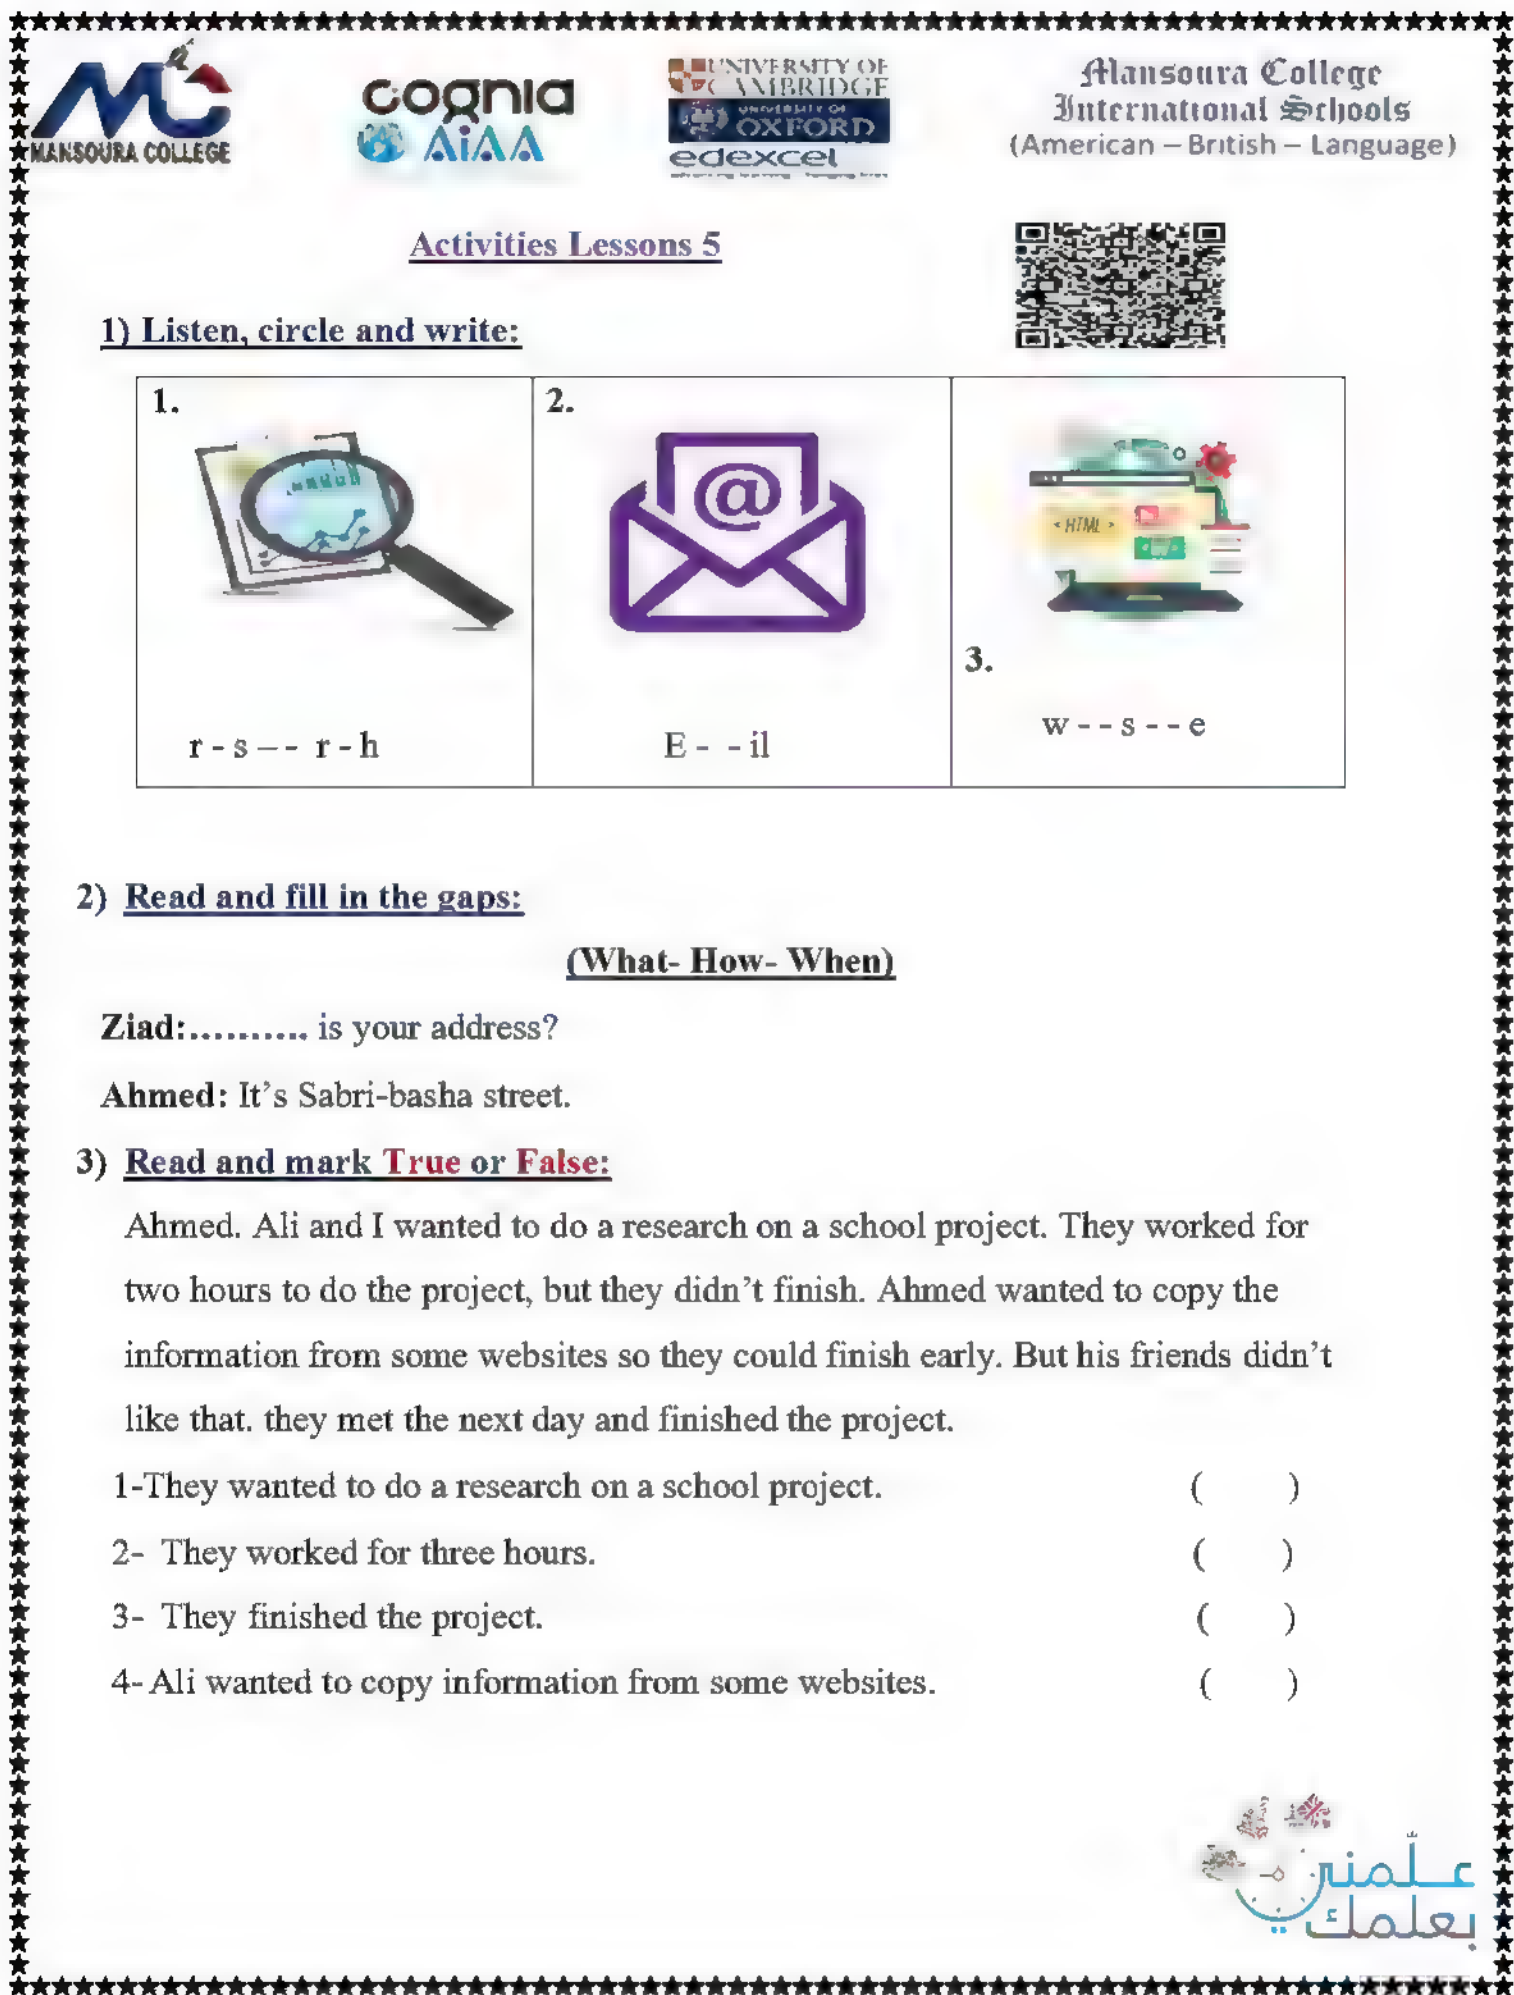 MANSOURA COLLEGE
cognia
AiAA
UNIVERSITY OF
CAMBRIDGE
UNIVERSITY OF
OXFORD
edexcel
Mansoura College
International Schools
(American – British – Language)
Activities Lessons 5
1) Listen, circle and write:
1.
2.
< HTML >
3.
r - s – - r - h
E - - il
w - - s - - e
2) Read and fill in the gaps:
(What- How- When)
Ziad:.......... is your address?
Ahmed: It’s Sabri-basha street.
3) Read and mark True or False:
Ahmed. Ali and I wanted to do a research on a school project. They worked for
two hours to do the project, but they didn’t finish. Ahmed wanted to copy the
information from some websites so they could finish early. But his friends didn’t
like that. they met the next day and finished the project.
1-They wanted to do a research on a school project. ( )
2- They worked for three hours. ( )
3- They finished the project. ( )
4- Ali wanted to copy information from some websites. ( )
علّمني
بعلمك